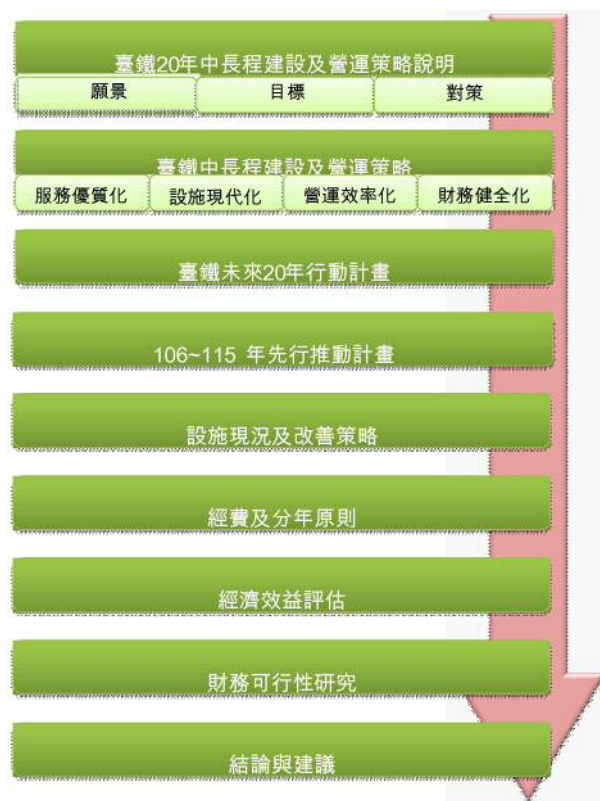 臺鐵20年中長程建設及營運策略說明
願景 目標 對策
臺鐵中長程建設及營運策略
服務優質化 設施現代化 營運效率化 財務健全化
臺鐵未來20年行動計畫
106~115 年先行推動計畫
設施現況及改善策略
經費及分年原則
經濟效益評估
財務可行性研究
結論與建議